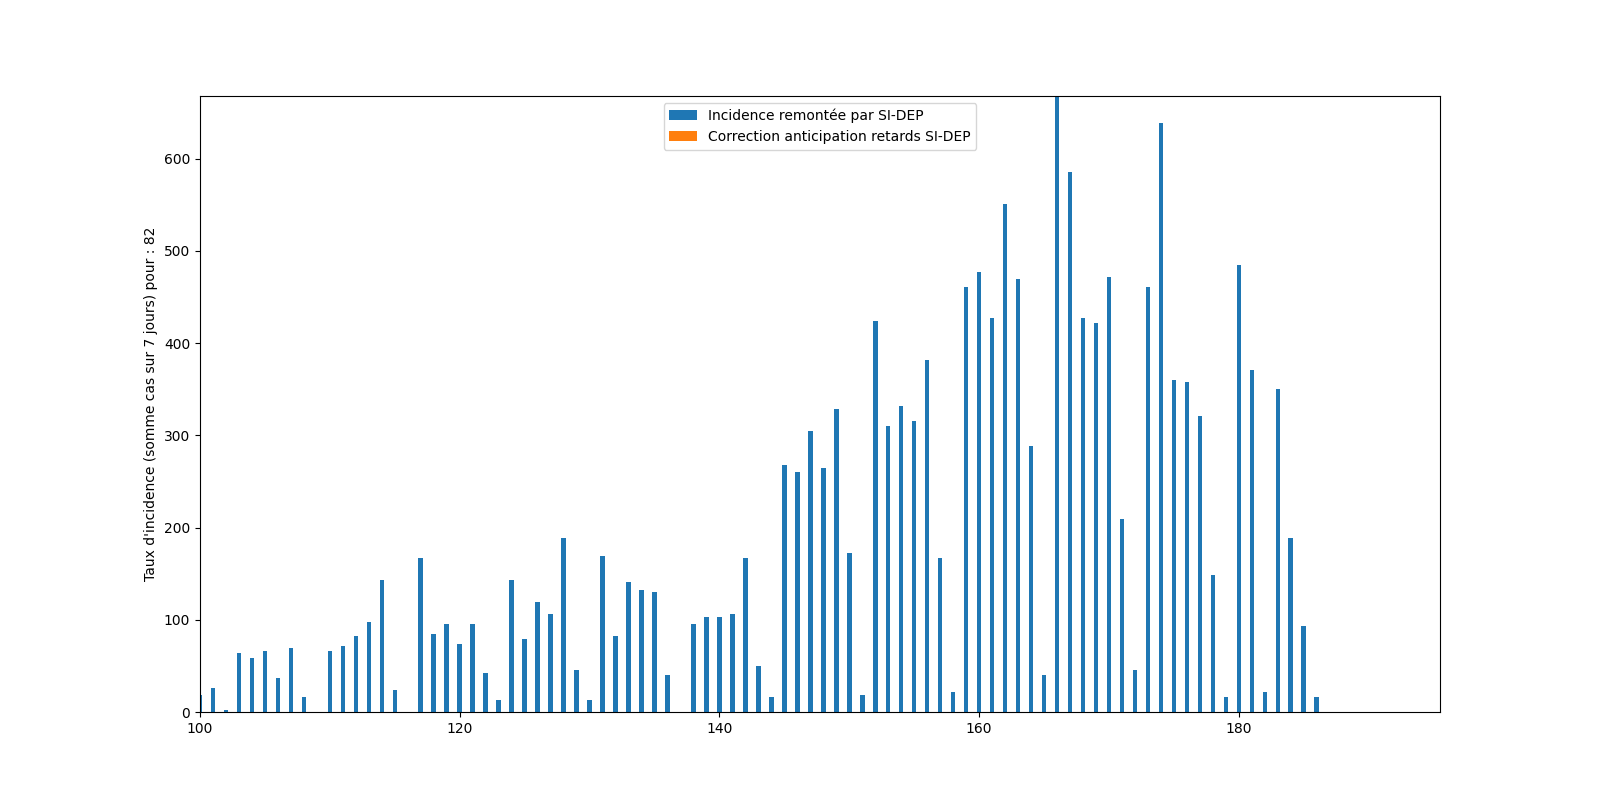 Incidence remontée par SI-DEP
Correction anticipation retards SI-DEP
Taux d'incidence (somme cas sur 7 jours) pour : 82
600
500
400
300
200
100
0
100 120 140 160 180